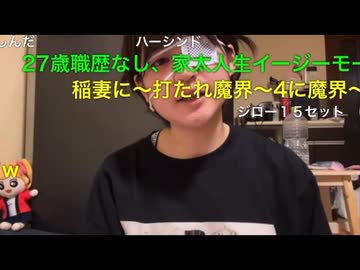 しんだ
ハーシンド
27歳職歴なし、家太人生イージーモー
稲妻に〜打たれ魔界〜4に魔界〜
ジロー１５セット
w